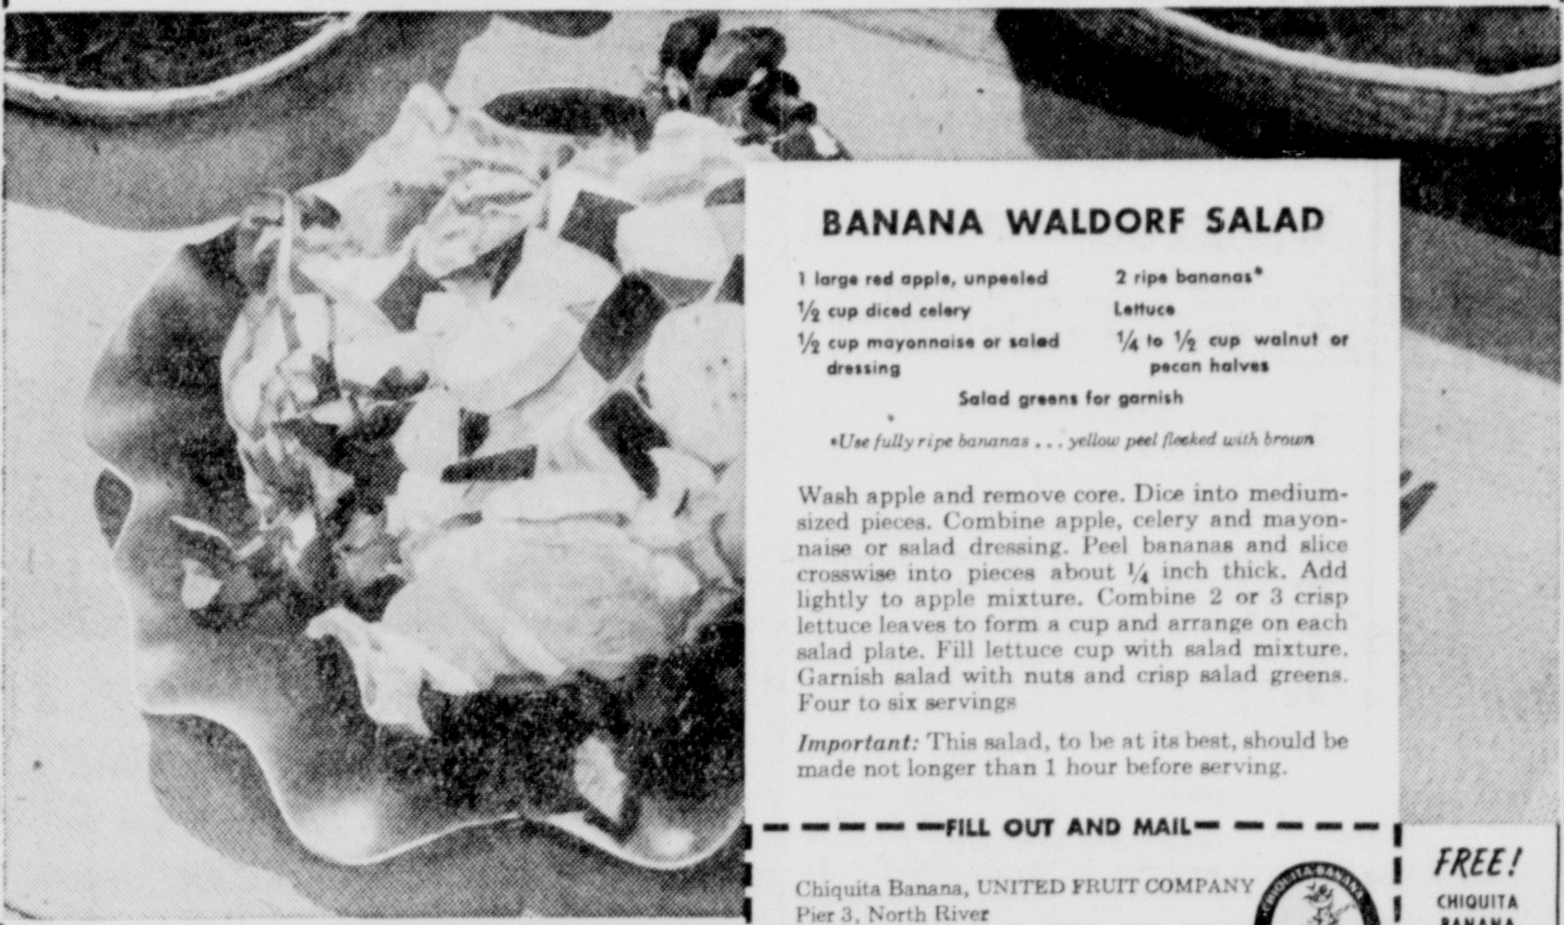 BANANA WALDORF SALAD
1 large red apple, unpeeled
½ cup diced celery
½ cup mayonnaise or salad
dressing
2 ripe bananas*
Lettuce
¼ to ½ cup walnut or
pecan halves
Salad greens for garnish
*Use fully ripe bananas . . . yellow peel flecked with brown
Wash apple and remove core. Dice into medium-
sized pieces. Combine apple, celery and mayon-
naise or salad dressing. Peel bananas and slice
crosswise into pieces about ¼ inch thick. Add
lightly to apple mixture. Combine 2 or 3 crisp
lettuce leaves to form a cup and arrange on each
salad plate. Fill lettuce cup with salad mixture.
Garnish salad with nuts and crisp salad greens.
Four to six servings
Important: This salad, to be at its best, should be
made not longer than 1 hour before serving.
FILL OUT AND MAIL
Chiquita Banana, UNITED FRUIT COMPANY
Pier 3, North River
CHIQUITA BANANA
FREE!
CHIQUITA
BANANA